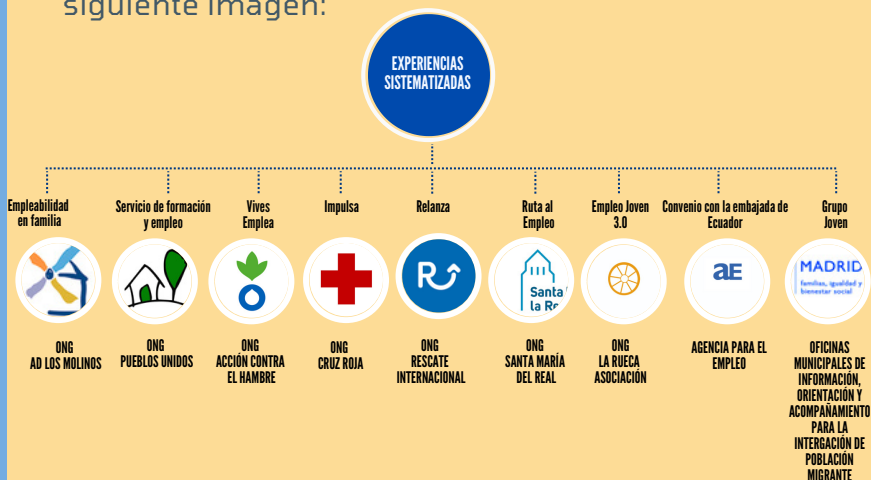 siguiente imagen:
EXPERIENCIAS
SISTEMATIZADAS
Empleabilidad
en familia
Servicio de formación
y empleo
Vives
Emplea
Impulsa
Relanza
Ruta al
Empleo
Empleo Joven
3.0
Convenio con la embajada de
Ecuador
Grupo
Joven
R
Santa
la Re
aE
MADRID
familias, igualdad y
bienestar social
ONG
AD LOS MOLINOS
ONG
PUEBLOS UNIDOS
ONG
ACCIÓN CONTRA
EL HAMBRE
ONG
CRUZ ROJA
ONG
RESCATE
INTERNACIONAL
ONG
SANTA MARÍA
DEL REAL
ONG
LA RUECA
ASOCIACIÓN
AGENCIA PARA EL
EMPLEO
OFICINAS
MUNICIPALES DE
INFORMACIÓN,
ORIENTACIÓN Y
ACOMPAÑAMIENTO
PARA LA
INTERGACIÓN DE
POBLACIÓN
MIGRANTE